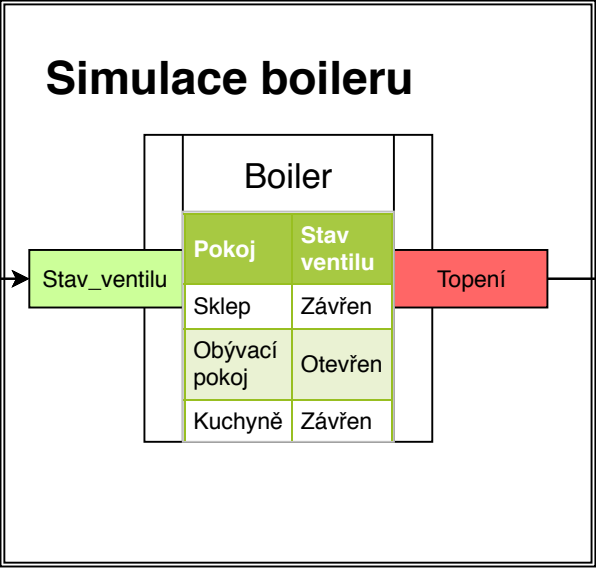 Simulace boileru
Boiler
Stav_ventilu
Pokoj
Stav
ventilu
Sklep
Závřen
Obývací
pokoj
Otevřen
Kuchyně
Závřen
Topení